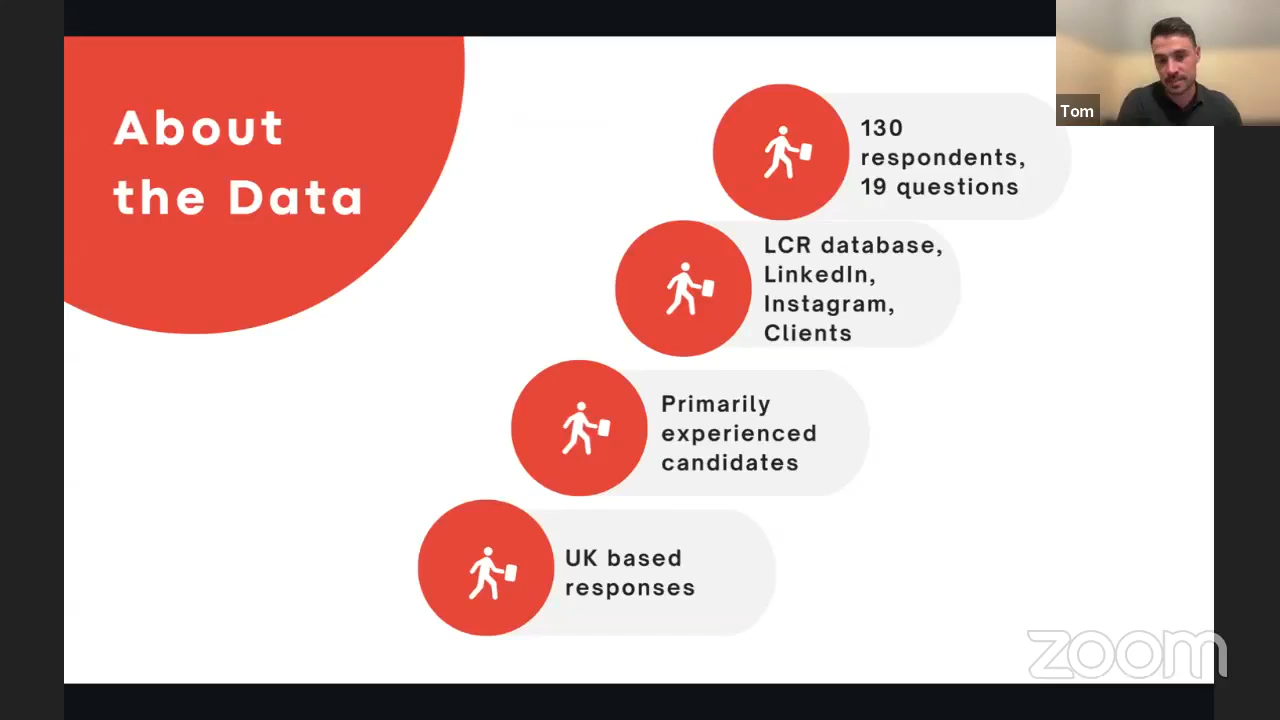 About
the Data
130
respondents,
19 questions
LCR database,
LinkedIn,
Instagram,
Clients
Primarily
experienced
candidates
UK based
responses
Tom
zoom